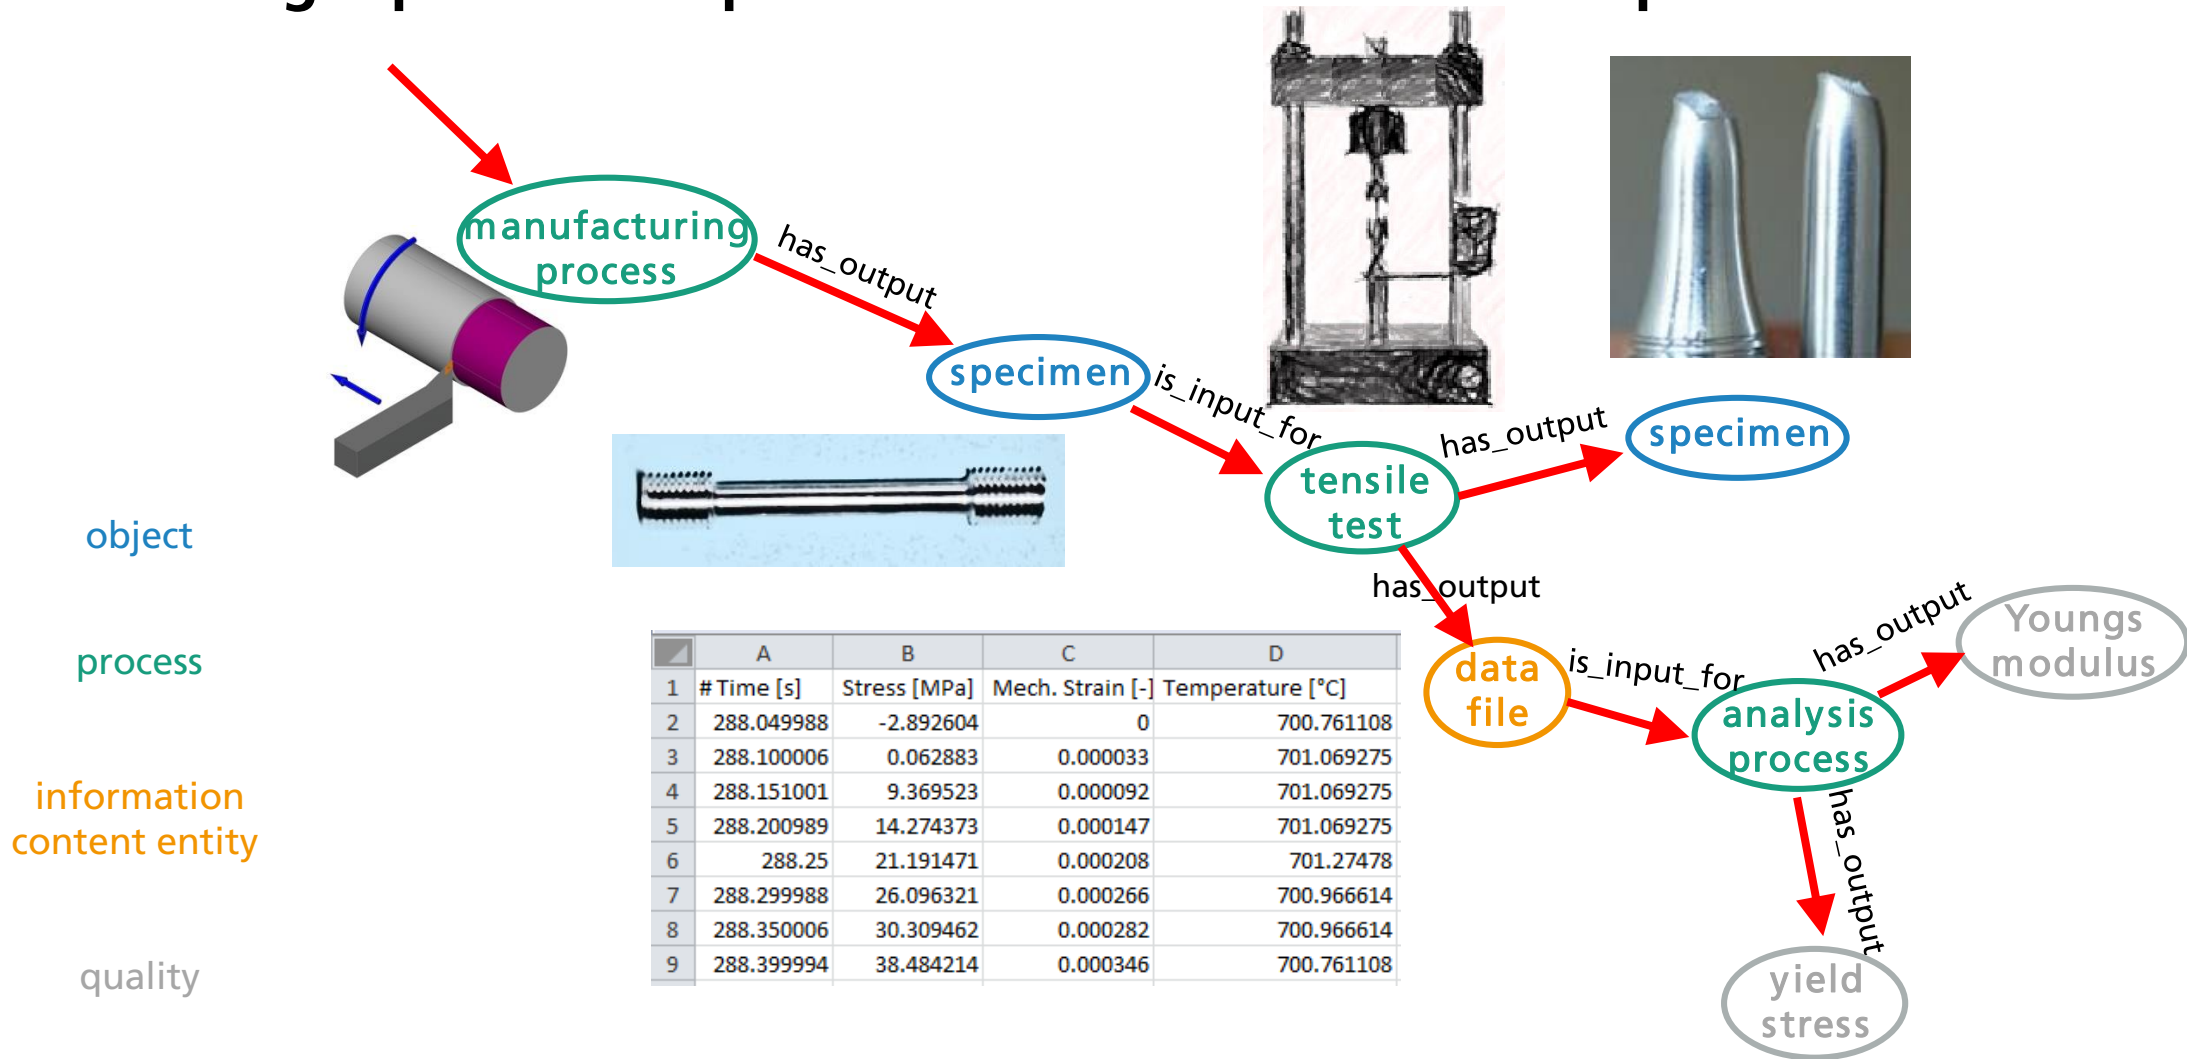 manufacturing
process
has_output
specimen
is_input_for
has_output
specimen
tensile
test
has_output
data
file
is_input_for
has_output
Youngs
modulus
analysis
process
has_output
yield
stress
object
process
information
content entity
quality
A B C D
1 # Time [s] Stress [MPa] Mech. Strain [-] Temperature [°C]
2 288.049988 -2.892604 0 700.761108
3 288.100006 0.062883 0.000033 701.069275
4 288.151001 9.369523 0.000092 701.069275
5 288.200989 14.274373 0.000147 701.069275
6 288.25 21.191471 0.000208 701.27478
7 288.299988 26.096321 0.000266 700.966614
8 288.350006 30.309462 0.000282 700.966614
9 288.399994 38.484214 0.000346 700.761108